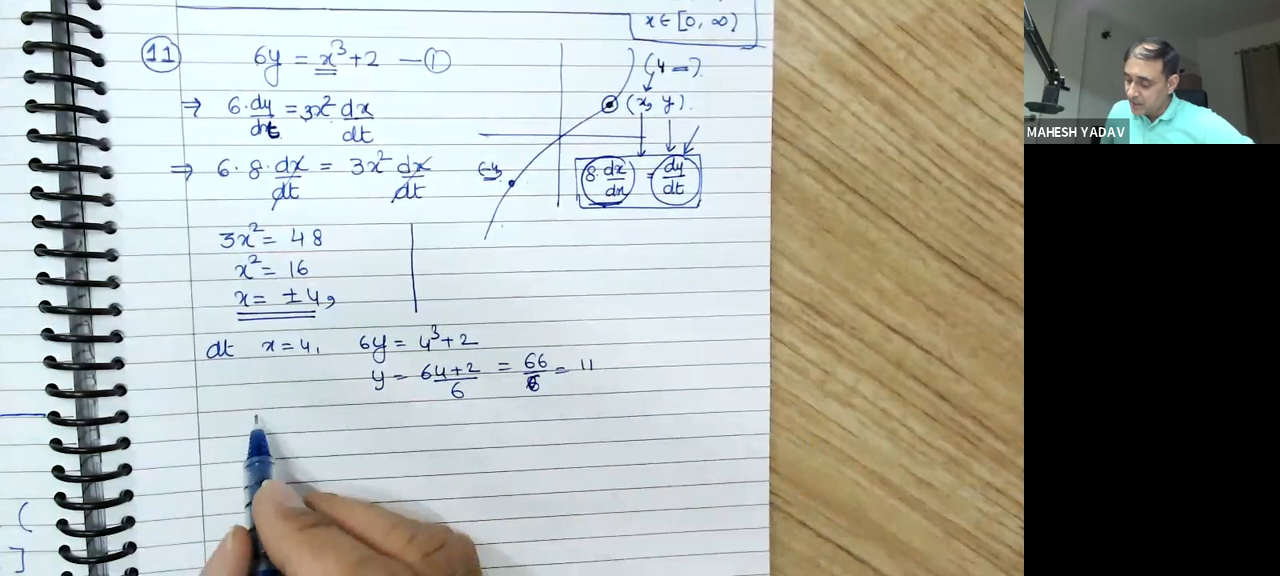 x ∈ [0, ∞)
11 6y = x³ + 2 — ①
(4 —).
(x, y).
⇒ 6. dy/dt = 3x² dx/dt
⇒ 6. 8. dx/dt = 3x² dx/dt
8. dx/dn = dy/dt
3x² = 48
x² = 16
x = ± 4,
dt x = 4, 6y = 4³ + 2
y = 64+2/6 = 66/6 = 11
(
]
MAHESH YADAV